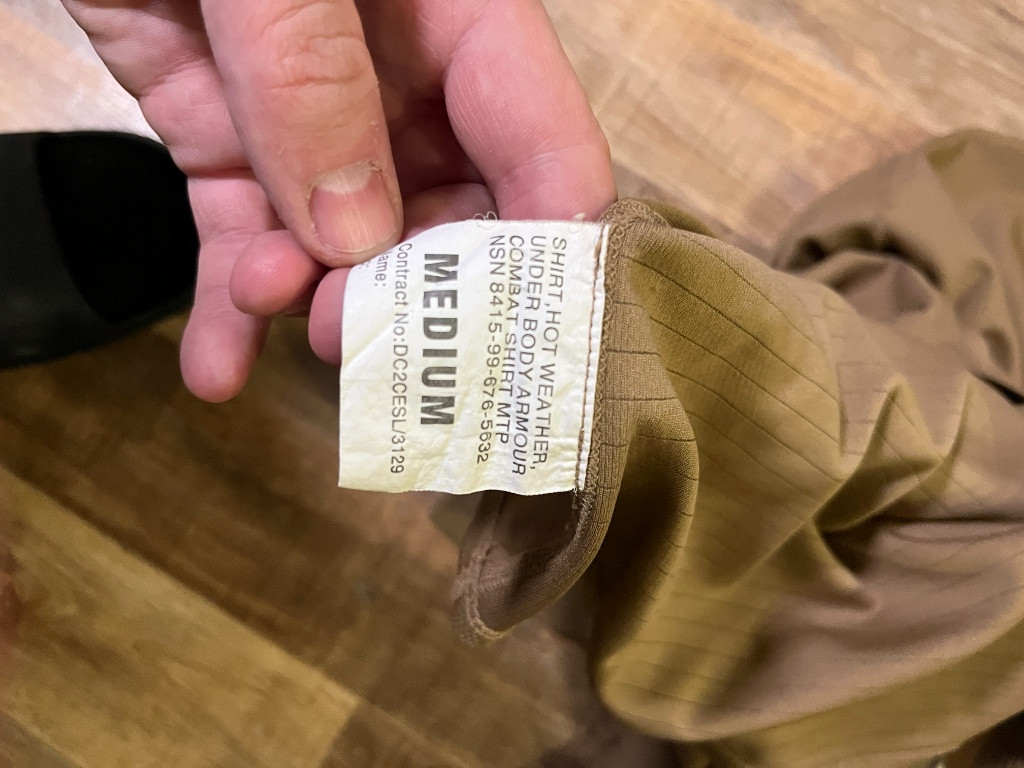 SHIRT, HOT WEATHER,
UNDER BODY ARMOUR
COMBAT SHIRT MTP
NSN 8415-99-676-5632
MEDIUM
Contract No:DC2CESL/3129
ame: